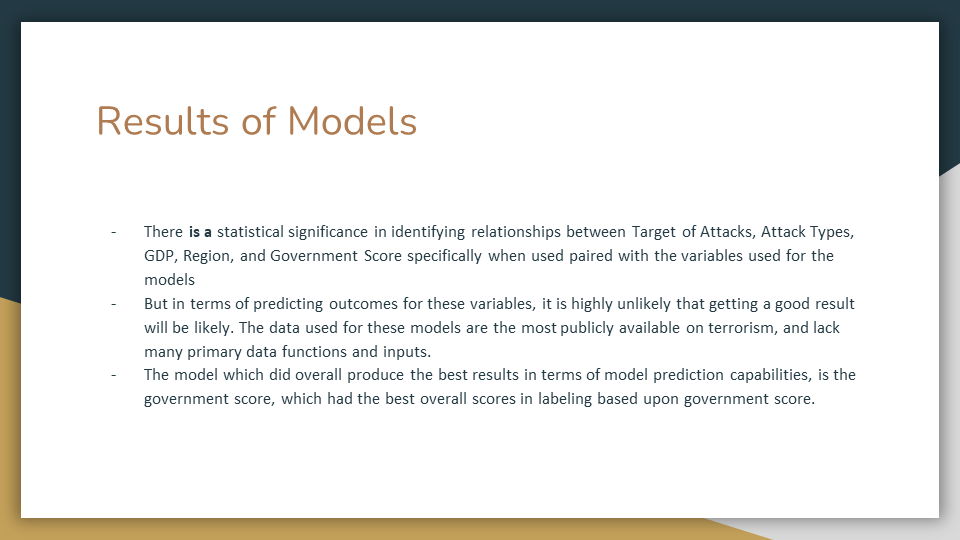 Results of Models
- There is a statistical significance in identifying relationships between Target of Attacks, Attack Types,
GDP, Region, and Government Score specifically when used paired with the variables used for the
models
- But in terms of predicting outcomes for these variables, it is highly unlikely that getting a good result
will be likely. The data used for these models are the most publicly available on terrorism, and lack
many primary data functions and inputs.
- The model which did overall produce the best results in terms of model prediction capabilities, is the
government score, which had the best overall scores in labeling based upon government score.